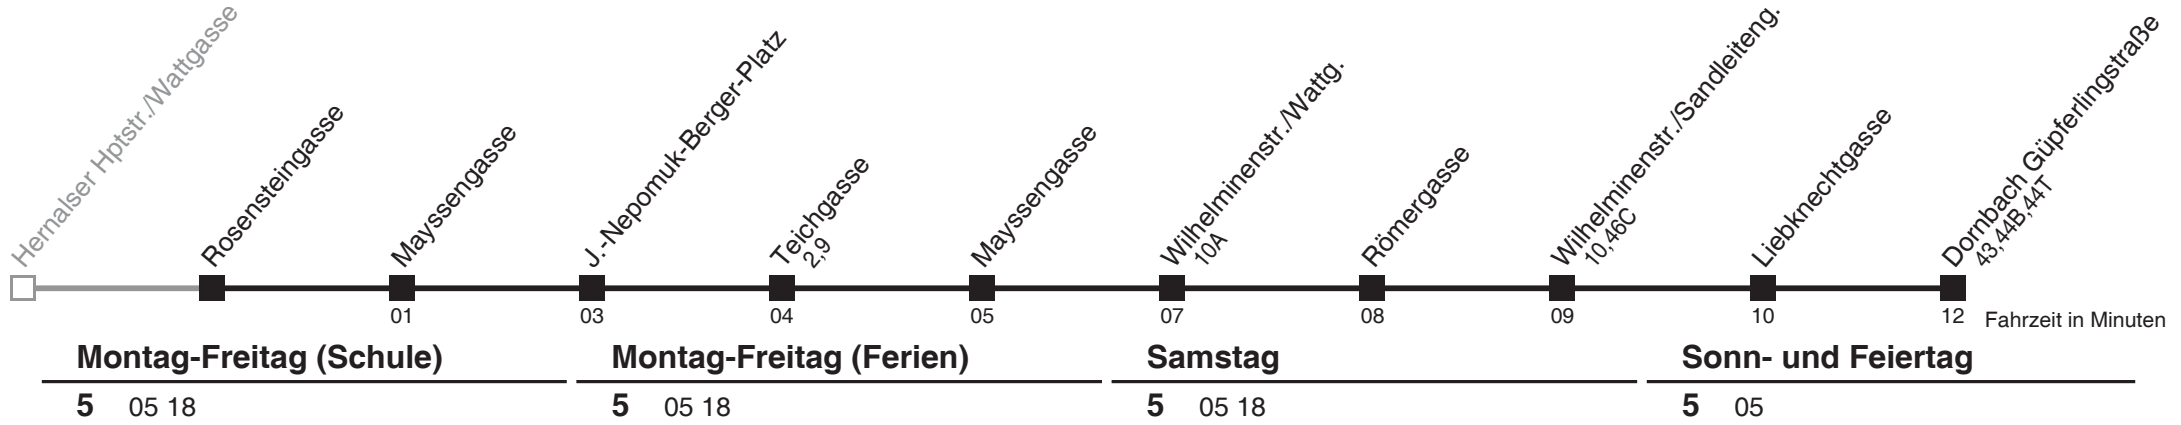 Hernalser Hptstr./Wattgasse
Rosensteingasse
Mayssengasse
J.-Nepomuk-Berger-Platz
Teichgasse
2,9
Mayssengasse
Wilhelminenstr./Wattg.
10A
Römergasse
Wilhelminenstr./Sandleiteng.
10,46C
Liebknechtgasse
Dornbach Güpferlingstraße
43,44B,44T
01 03 04 05 07 08 09 10 12 Fahrzeit in Minuten
Montag-Freitag (Schule) Montag-Freitag (Ferien) Samstag Sonn- und Feiertag
5 05 18 5 05 18 5 05 18 5 05